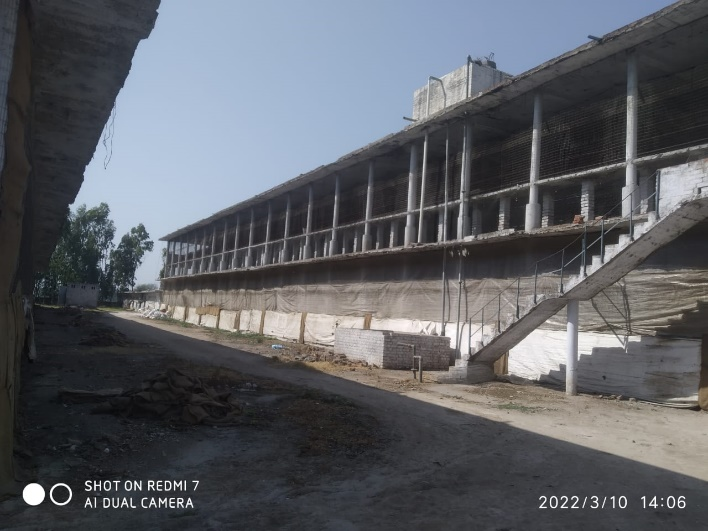 SHOT ON REDMI 7
AI DUAL CAMERA
2022/3/10 14:06